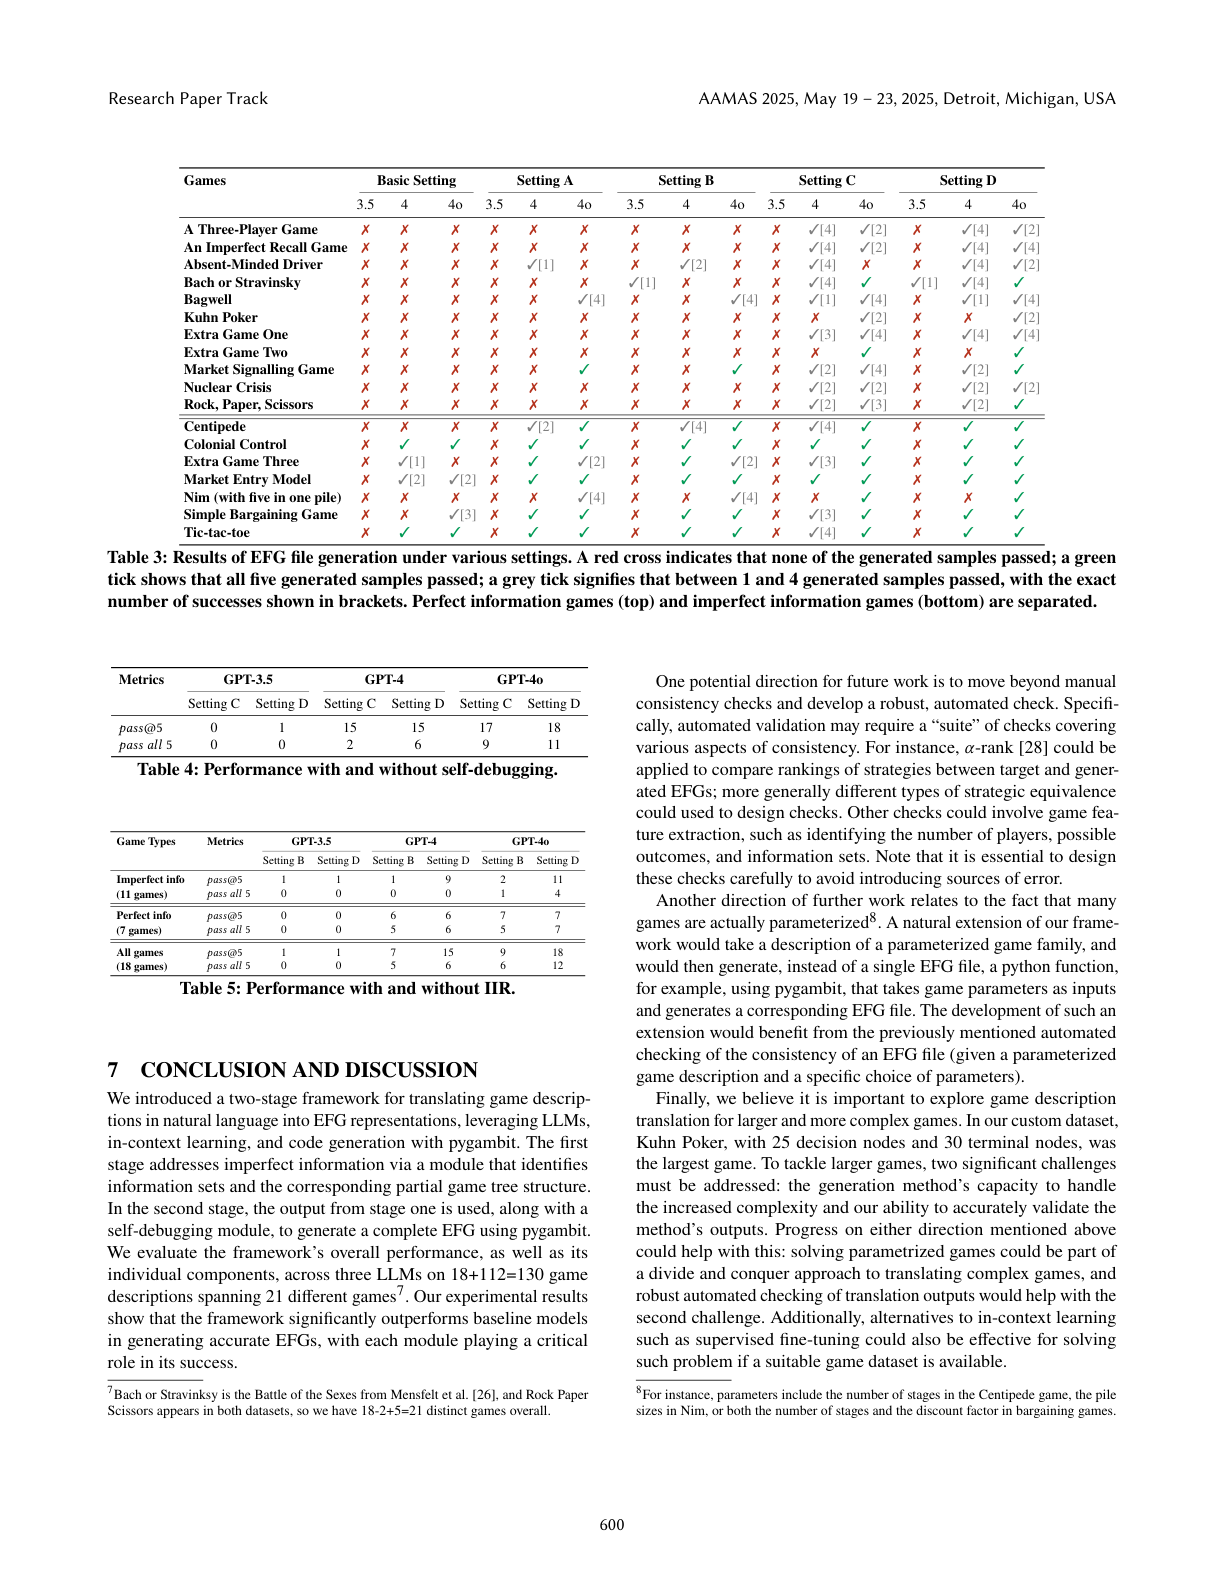 Research Paper Track
AAMAS 2025, May 19 – 23, 2025, Detroit, Michigan, USA
Games Basic Setting Setting A Setting B Setting C Setting D
3.5 4 4o 3.5 4 4o 3.5 4 4o 3.5 4 4o 3.5 4 4o
A Three-Player Game ✗ ✗ ✗ ✗ ✗ ✗ ✗ ✗ ✗ ✗ ✓[4] ✓[2] ✗ ✓[4] ✓[2]
An Imperfect Recall Game ✗ ✗ ✗ ✗ ✗ ✗ ✗ ✗ ✗ ✗ ✓[4] ✓[2] ✗ ✓[4] ✓[4]
Absent-Minded Driver ✗ ✗ ✗ ✗ ✓[1] ✗ ✗ ✓[2] ✗ ✗ ✓[4] ✗ ✗ ✓[4] ✓[2]
Bach or Stravinsky ✗ ✗ ✗ ✗ ✗ ✗ ✓[1] ✗ ✗ ✗ ✓[4] ✓ ✓[1] ✓[4] ✓
Bagwell ✗ ✗ ✗ ✗ ✗ ✓[4] ✗ ✗ ✓[4] ✗ ✓[1] ✓[4] ✗ ✓[1] ✓[4]
Kuhn Poker ✗ ✗ ✗ ✗ ✗ ✗ ✗ ✗ ✗ ✗ ✗ ✓[2] ✗ ✗ ✓[2]
Extra Game One ✗ ✗ ✗ ✗ ✗ ✗ ✗ ✗ ✗ ✗ ✓[3] ✓[4] ✗ ✓[4] ✓[4]
Extra Game Two ✗ ✗ ✗ ✗ ✗ ✗ ✗ ✗ ✗ ✗ ✗ ✓ ✗ ✗ ✓
Market Signalling Game ✗ ✗ ✗ ✗ ✗ ✓ ✗ ✗ ✓ ✗ ✓[2] ✓[4] ✗ ✓[2] ✓
Nuclear Crisis ✗ ✗ ✗ ✗ ✗ ✗ ✗ ✗ ✗ ✗ ✓[2] ✓[2] ✗ ✓[2] ✓[2]
Rock, Paper, Scissors ✗ ✗ ✗ ✗ ✗ ✗ ✗ ✗ ✗ ✗ ✓[2] ✓[3] ✗ ✓[2] ✓
Centipede ✗ ✗ ✗ ✗ ✓[2] ✓ ✗ ✓[4] ✓ ✗ ✓[4] ✓ ✗ ✓ ✓
Colonial Control ✗ ✓ ✓ ✗ ✓ ✓ ✗ ✓ ✓ ✗ ✓ ✓ ✗ ✓ ✓
Extra Game Three ✗ ✓[1] ✗ ✗ ✓ ✓[2] ✗ ✓ ✓[2] ✗ ✓[3] ✓ ✗ ✓ ✓
Market Entry Model ✗ ✓[2] ✓[2] ✗ ✓ ✓ ✗ ✓ ✓ ✗ ✓ ✓ ✗ ✓ ✓
Nim (with five in one pile) ✗ ✗ ✗ ✗ ✗ ✓[4] ✗ ✗ ✓[4] ✗ ✗ ✓ ✗ ✗ ✓
Simple Bargaining Game ✗ ✗ ✓[3] ✗ ✓ ✓ ✗ ✓ ✓ ✗ ✓[3] ✓ ✗ ✓ ✓
Tic-tac-toe ✗ ✓ ✓ ✗ ✓ ✓ ✗ ✓ ✓ ✗ ✓[4] ✓ ✗ ✓ ✓
Table 3: Results of EFG file generation under various settings. A red cross indicates that none of the generated samples passed; a green
tick shows that all five generated samples passed; a grey tick signifies that between 1 and 4 generated samples passed, with the exact
number of successes shown in brackets. Perfect information games (top) and imperfect information games (bottom) are separated.
Metrics GPT-3.5 GPT-4 GPT-4o
Setting C Setting D Setting C Setting D Setting C Setting D
pass@5 0 1 15 15 17 18
pass all 5 0 0 2 6 9 11
Table 4: Performance with and without self-debugging.
Game Types Metrics GPT-3.5 GPT-4 GPT-4o
Setting B Setting D Setting B Setting D Setting B Setting D
Imperfect info pass@5 1 1 1 9 2 11
(11 games) pass all 5 0 0 0 0 1 4
Perfect info pass@5 0 0 6 6 7 7
(7 games) pass all 5 0 0 5 6 5 7
All games pass@5 1 1 7 15 9 18
(18 games) pass all 5 0 0 5 6 6 12
Table 5: Performance with and without IIR.
7 CONCLUSION AND DISCUSSION
We introduced a two-stage framework for translating game descrip-
tions in natural language into EFG representations, leveraging LLMs,
in-context learning, and code generation with pygambit. The first
stage addresses imperfect information via a module that identifies
information sets and the corresponding partial game tree structure.
In the second stage, the output from stage one is used, along with a
self-debugging module, to generate a complete EFG using pygambit.
We evaluate the framework's overall performance, as well as its
individual components, across three LLMs on 18+112=130 game
descriptions spanning 21 different games7. Our experimental results
show that the framework significantly outperforms baseline models
in generating accurate EFGs, with each module playing a critical
role in its success.
7Bach or Stravinksy is the Battle of the Sexes from Mensfelt et al. [26], and Rock Paper
Scissors appears in both datasets, so we have 18-2+5=21 distinct games overall.
One potential direction for future work is to move beyond manual
consistency checks and develop a robust, automated check. Specifi-
cally, automated validation may require a “suite” of checks covering
various aspects of consistency. For instance, α-rank [28] could be
applied to compare rankings of strategies between target and gener-
ated EFGs; more generally different types of strategic equivalence
could used to design checks. Other checks could involve game fea-
ture extraction, such as identifying the number of players, possible
outcomes, and information sets. Note that it is essential to design
these checks carefully to avoid introducing sources of error.
Another direction of further work relates to the fact that many
games are actually parameterized8. A natural extension of our frame-
work would take a description of a parameterized game family, and
would then generate, instead of a single EFG file, a python function,
for example, using pygambit, that takes game parameters as inputs
and generates a corresponding EFG file. The development of such an
extension would benefit from the previously mentioned automated
checking of the consistency of an EFG file (given a parameterized
game description and a specific choice of parameters).
Finally, we believe it is important to explore game description
translation for larger and more complex games. In our custom dataset,
Kuhn Poker, with 25 decision nodes and 30 terminal nodes, was
the largest game. To tackle larger games, two significant challenges
must be addressed: the generation method's capacity to handle
the increased complexity and our ability to accurately validate the
method's outputs. Progress on either direction mentioned above
could help with this: solving parametrized games could be part of
a divide and conquer approach to translating complex games, and
robust automated checking of translation outputs would help with the
second challenge. Additionally, alternatives to in-context learning
such as supervised fine-tuning could also be effective for solving
such problem if a suitable game dataset is available.
8For instance, parameters include the number of stages in the Centipede game, the pile
sizes in Nim, or both the number of stages and the discount factor in bargaining games.
600